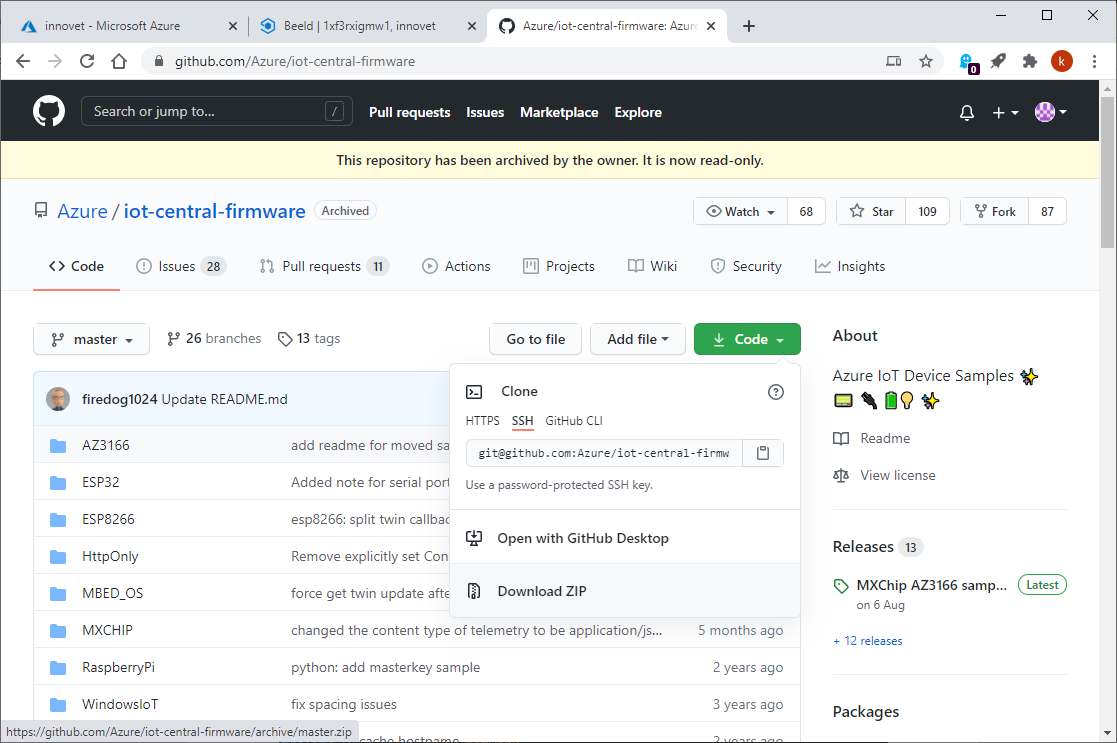 innovet - Microsoft Azure
Beeld | 1xf3rxigmw1, innovet
Azure/iot-central-firmware: Azure
github.com/Azure/iot-central-firmware
0
k
Search or jump to...
/
Pull requests
Issues
Marketplace
Explore
This repository has been archived by the owner. It is now read-only.
Azure / iot-central-firmware
Archived
Watch 68
Star 109
Fork 87
Code
Issues 28
Pull requests 11
Actions
Projects
Wiki
Security
Insights
master
26 branches
13 tags
Go to file
Add file
Code
firedog1024 Update README.md
AZ3166 add readme for moved sa
ESP32 Added note for serial port
ESP8266 esp8266: split twin callbac
HttpOnly Remove explicitly set Con
MBED_OS force get twin update afte
MXCHIP changed the content type of telemetry to be application/js... 5 months ago
RaspberryPi python: add masterkey sample 2 years ago
WindowsIoT fix spacing issues 3 years ago
cache hostname 2 years ago
Clone
HTTPS SSH GitHub CLI
git@github.com:Azure/iot-central-firmw
Use a password-protected SSH key.
Open with GitHub Desktop
Download ZIP
About
Azure IoT Device Samples ✨
📟 🔌 🔋💡 ✨
Readme
View license
Releases 13
MXChip AZ3166 samp... Latest
on 6 Aug
+ 12 releases
Packages
https://github.com/Azure/iot-central-firmware/archive/master.zip